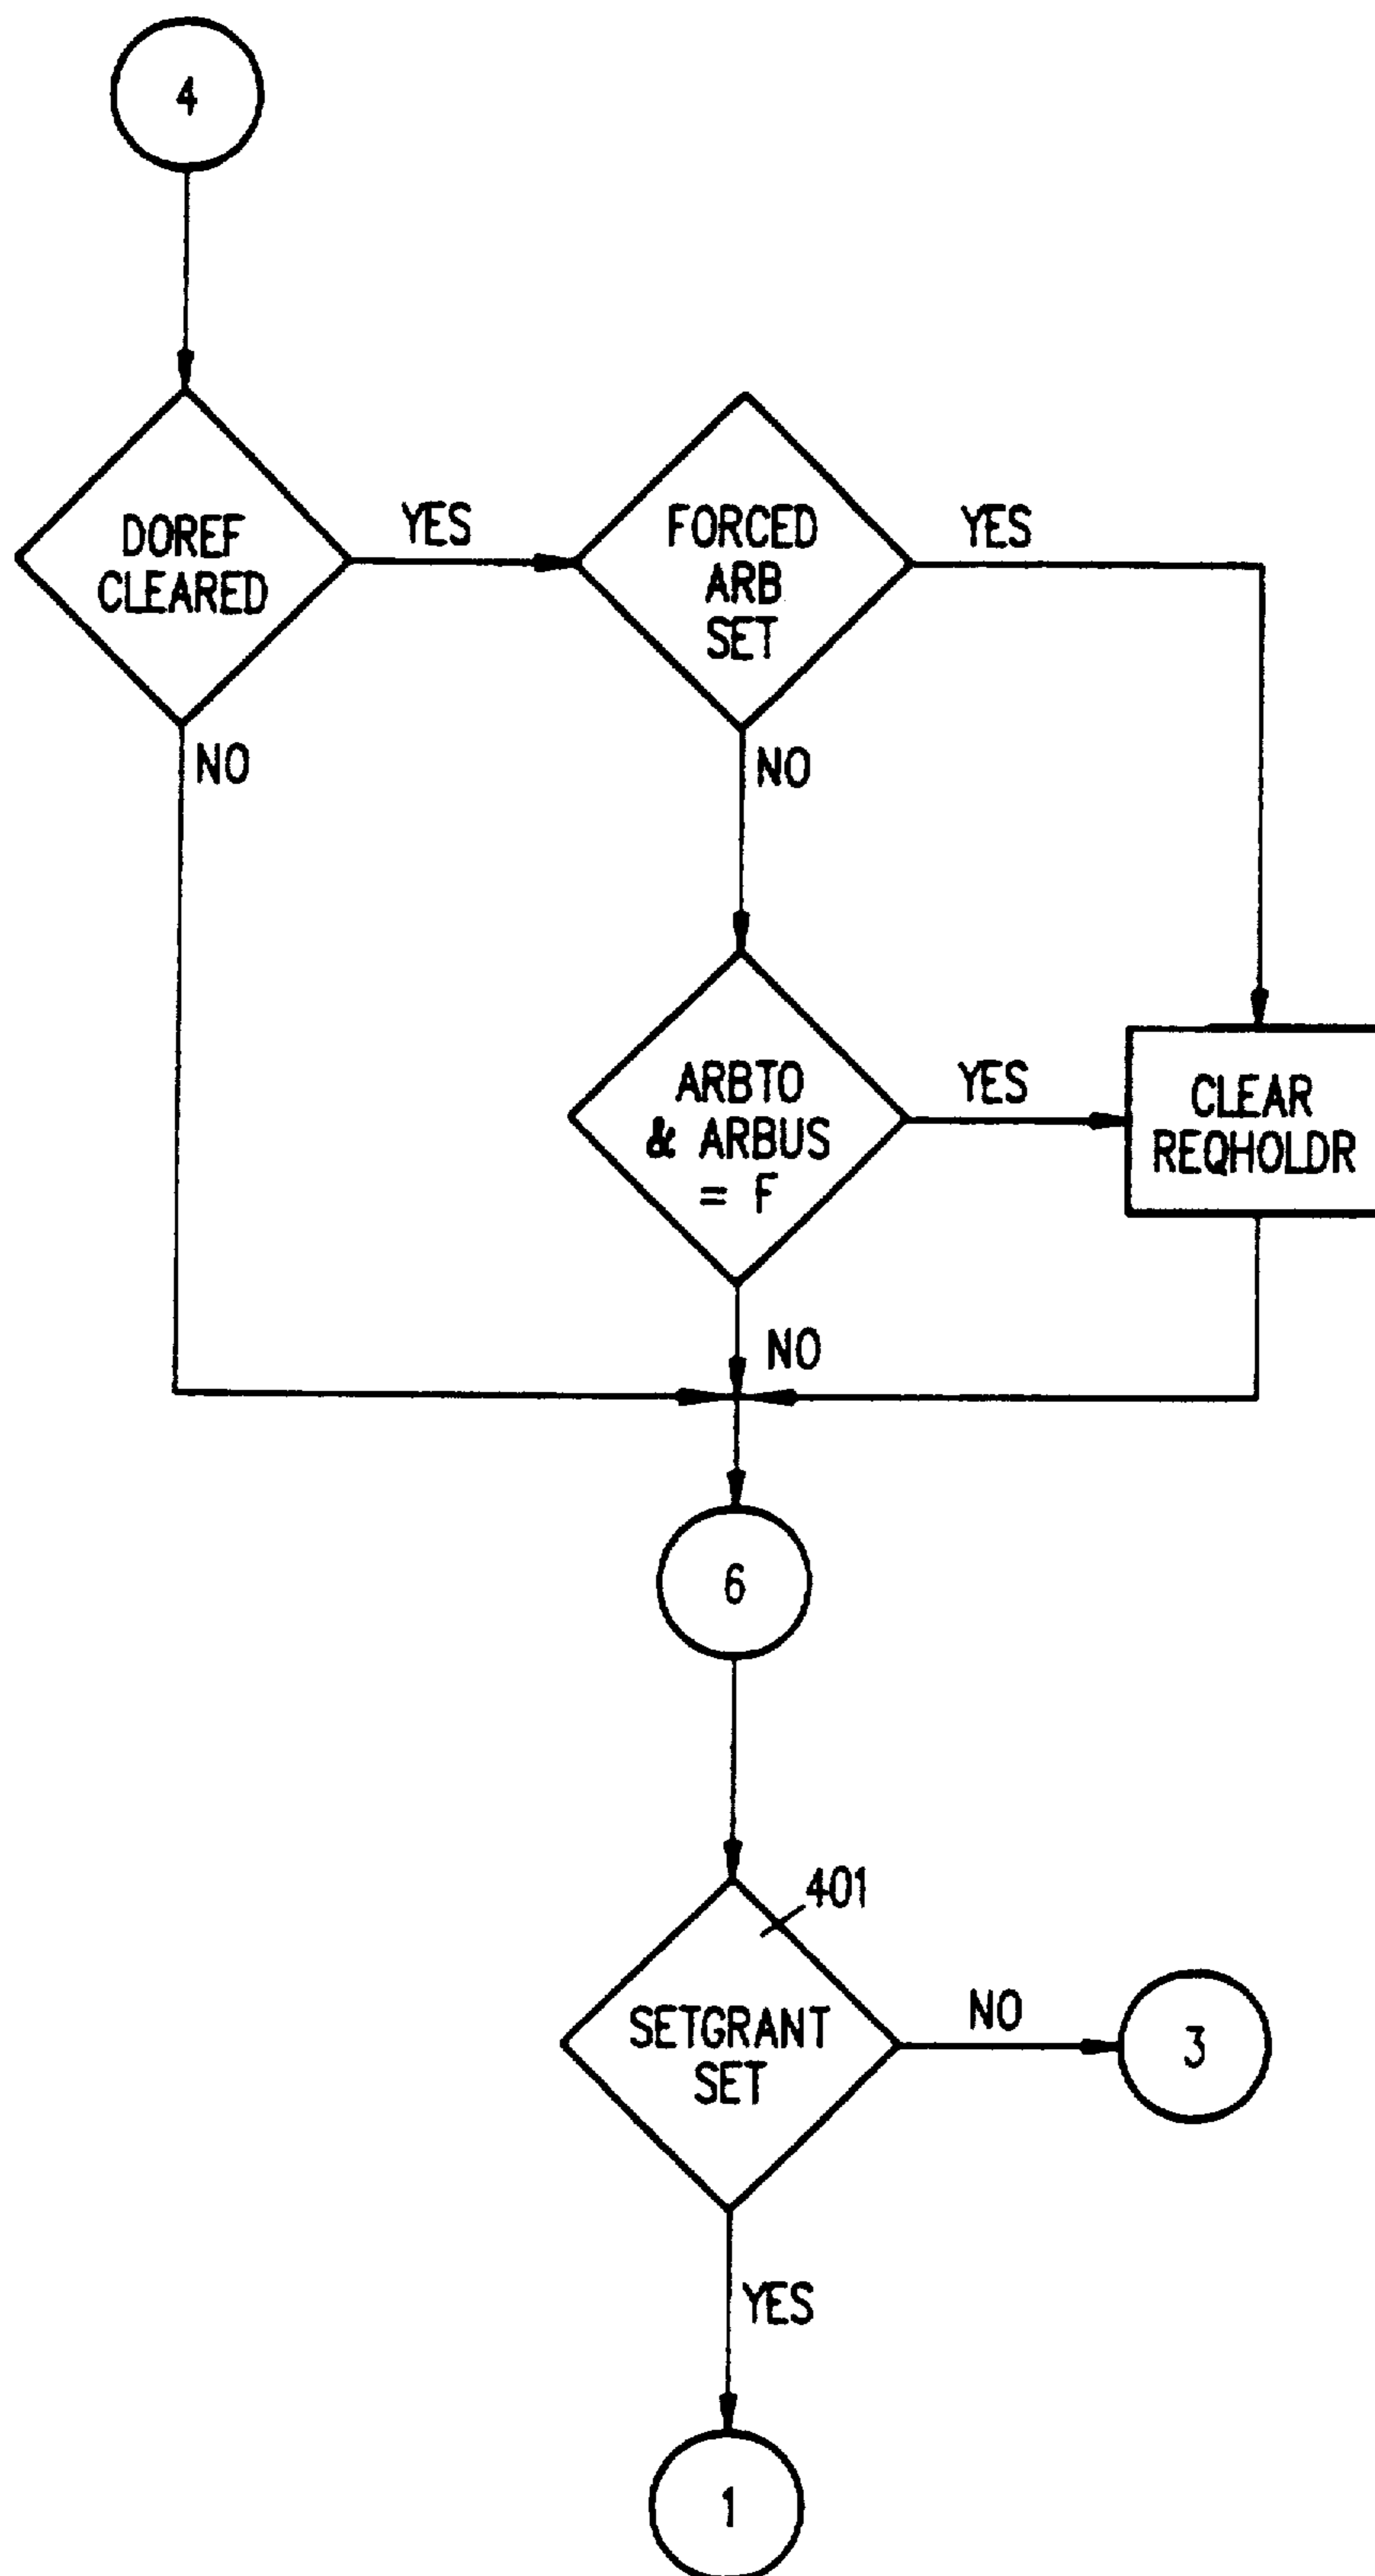 4
DOREF
CLEARED
YES
FORCED
ARB
SET
YES
NO
NO
ARBTO
& ARBUS
= F
YES
CLEAR
REQHOLDR
NO
6
401
SETGRANT
SET
NO
3
YES
1